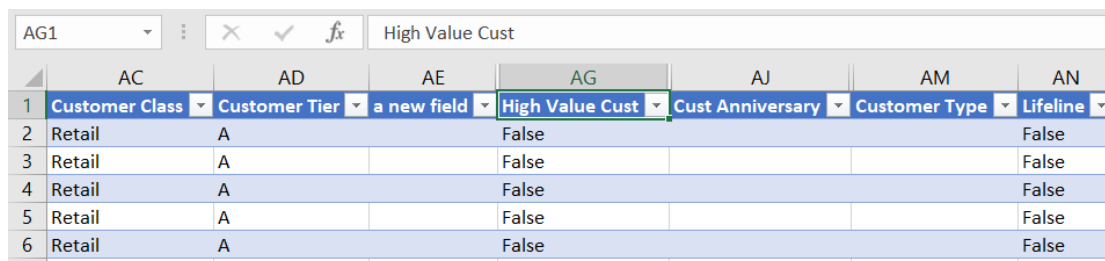 AG1 fx High Value Cust
AC AD AE AG AJ AM AN
1 Customer Class Customer Tier a new field High Value Cust Cust Anniversary Customer Type Lifeline
2 Retail A False False
3 Retail A False False
4 Retail A False False
5 Retail A False False
6 Retail A False False